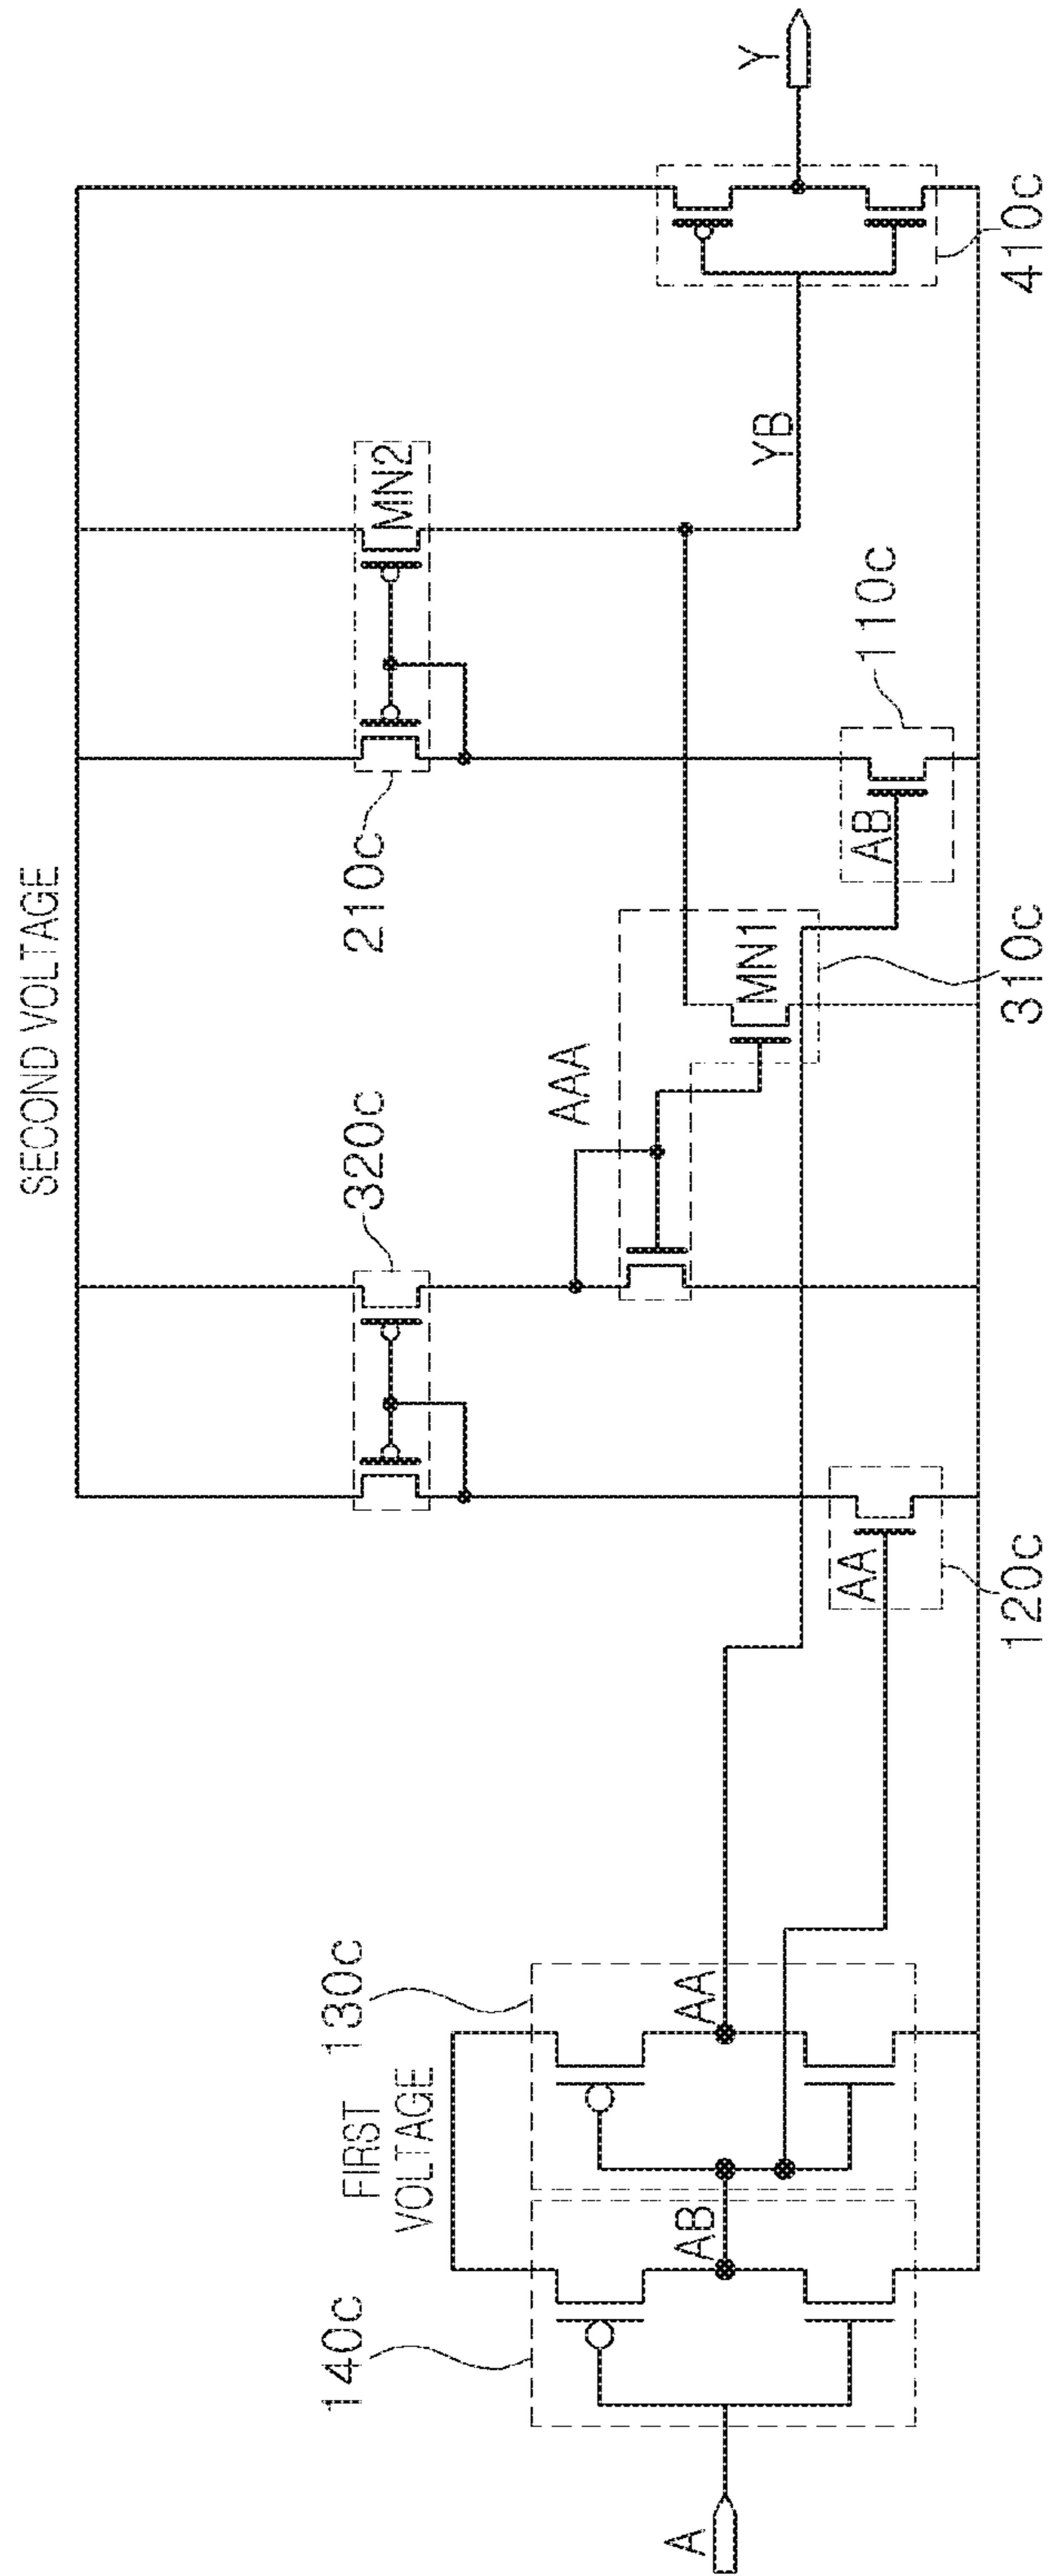 SECOND VOLTAGE
FIRST
VOLTAGE
140c
130c
320c
210c
MN2
AAA
MN1
A
AB
AA
AA
AB
YB
Y
120c
310c
110c
410c